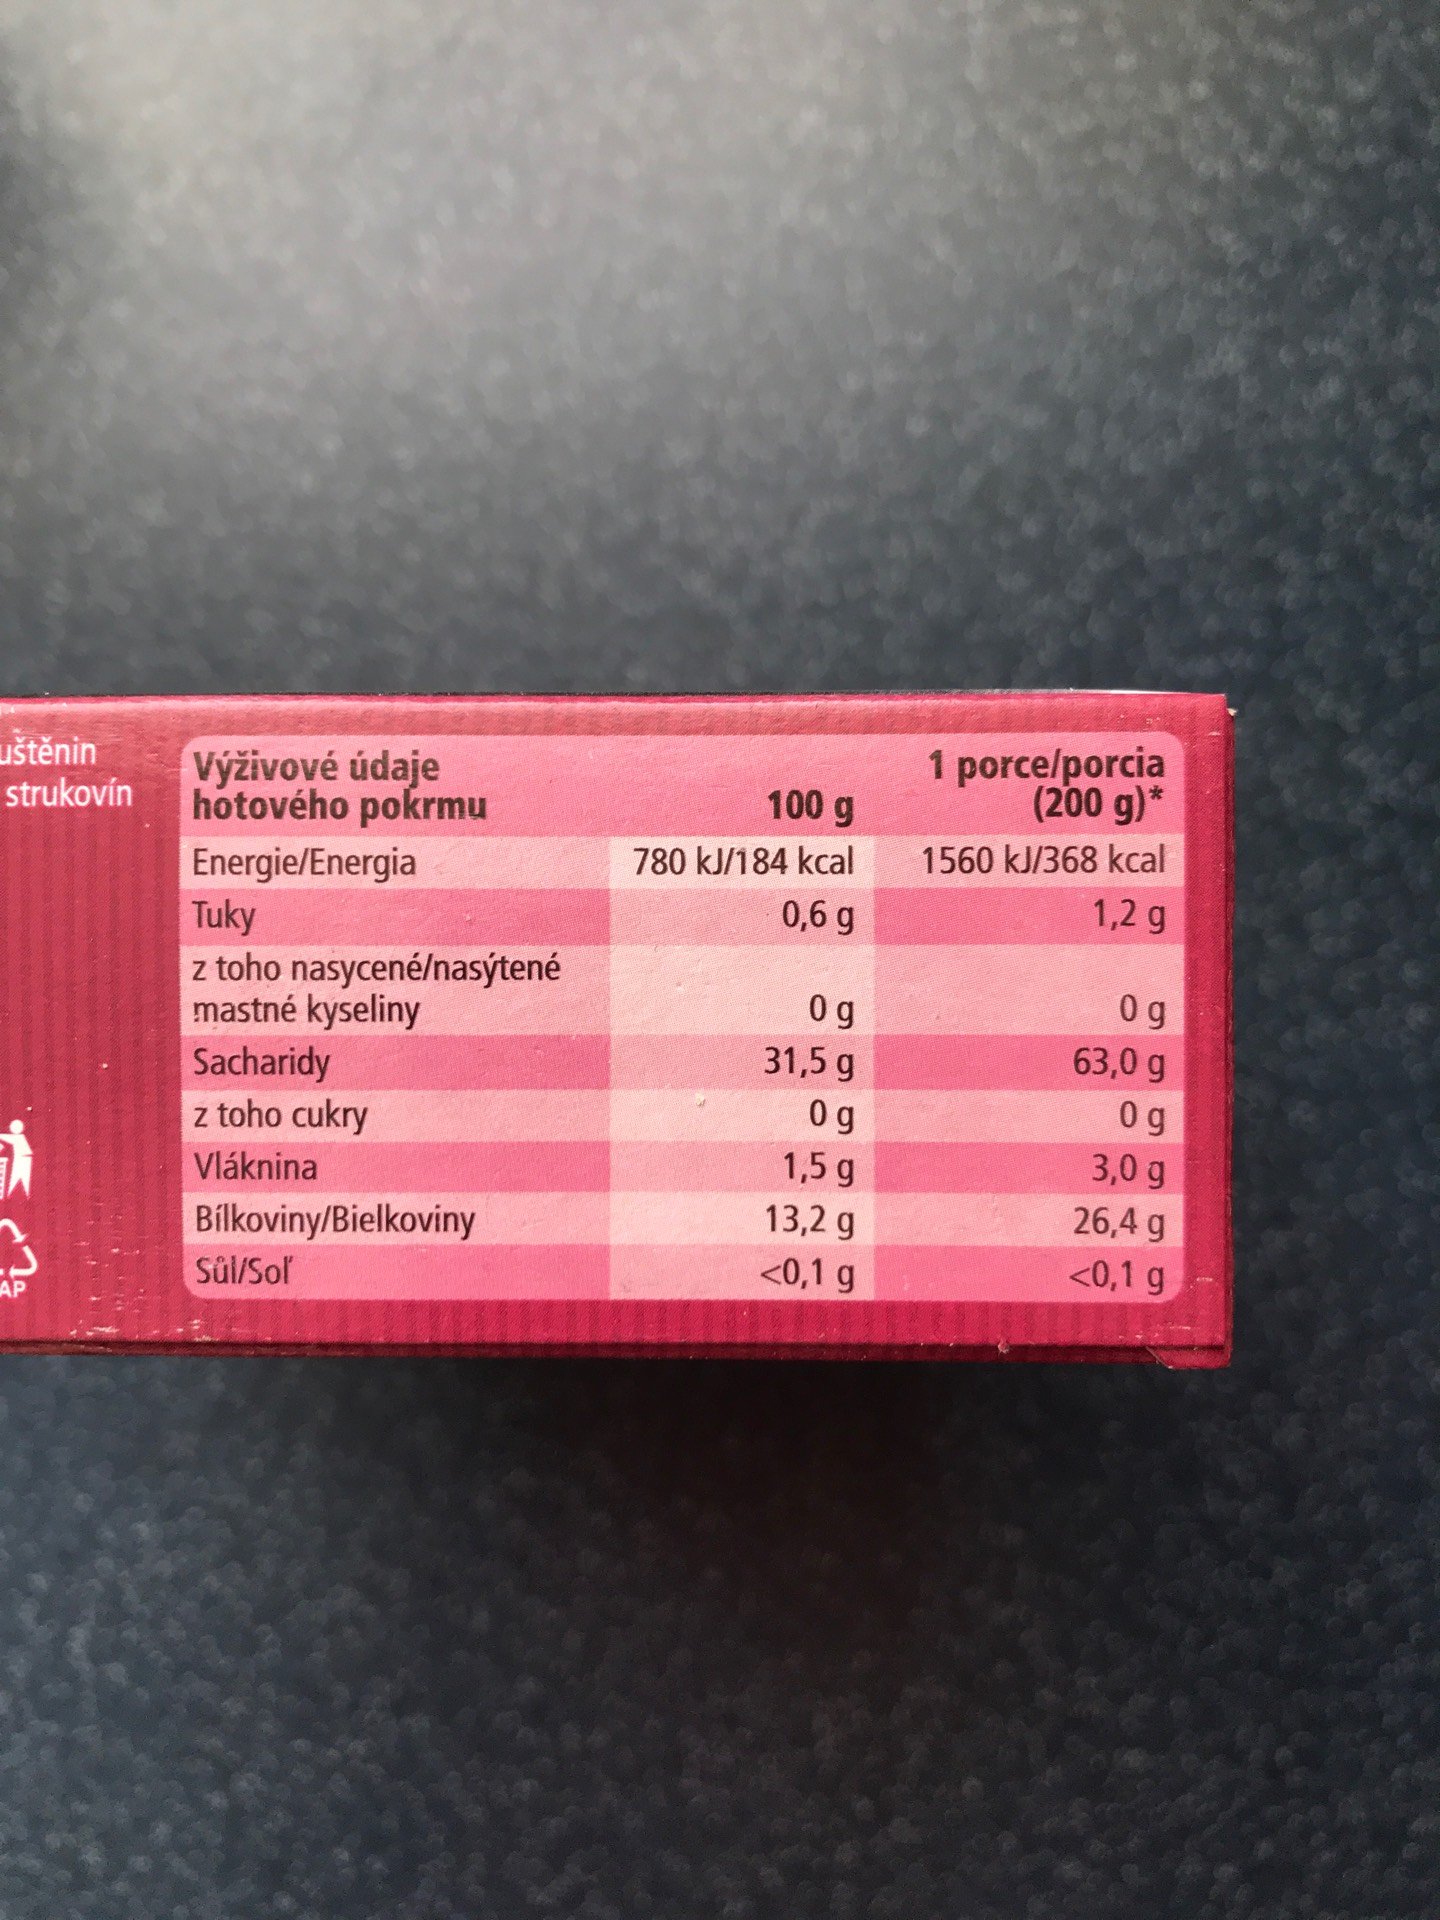 uštěnin
strukovín
AP
Výživové údaje
hotového pokrmu 100 g 1 porce/porcia (200 g)*
Energie/Energia 780 kJ/184 kcal 1560 kJ/368 kcal
Tuky 0,6 g 1,2 g
z toho nasycené/nasýtené
mastné kyseliny 0 g 0 g
Sacharidy 31,5 g 63,0 g
z toho cukry 0 g 0 g
Vláknina 1,5 g 3,0 g
Bílkoviny/Bielkoviny 13,2 g 26,4 g
Sůl/Soľ <0,1 g <0,1 g